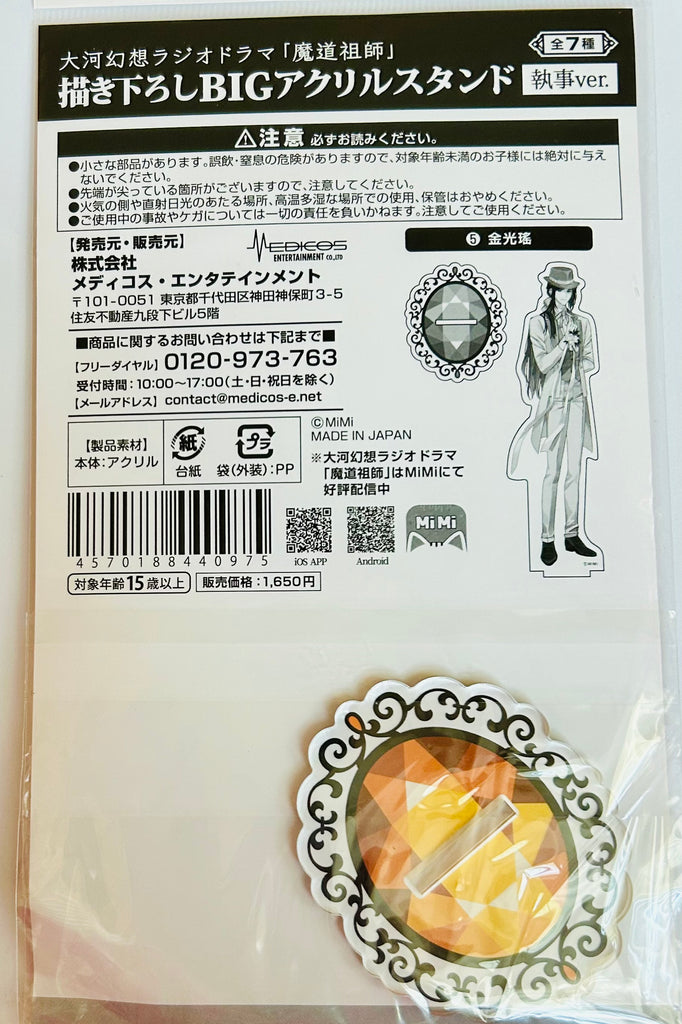 大河幻想ラジオドラマ「魔道祖師」
全7種
描き下ろしBIGアクリルスタンド 執事ver.
⚠注意 必ずお読みください。
●小さな部品があります。誤飲・窒息の危険がありますので、対象年齢未満のお子様には絶対に与え
ないでください。
●先端が尖っている箇所がございますので、注意してください。
●火気の側や直射日光のあたる場所、高温多湿な場所での使用、保管はおやめください。
●ご使用中の事故やケガについては一切の責任を負いかねます。注意してご使用ください。
【発売元・販売元】
MEDICOS
ENTERTAINMENT CO.,LTD
株式会社
メディコス・エンタテインメント
〒101-0051 東京都千代田区神田神保町3-5
住友不動産九段下ビル5階
■商品に関するお問い合わせは下記まで■
【フリーダイヤル】0120-973-763
受付時間：10:00〜17:00(土・日・祝日を除く)
【メールアドレス】contact@medicos-e.net
❺ 金光瑤
【製品素材】
本体：アクリル
紙
台紙
プラ
袋(外装)：PP
©MiMi
MADE IN JAPAN
※大河幻想ラジオドラマ
「魔道祖師」はMiMiにて
好評配信中
4570188440975
iOS APP
Android
MiMi
対象年齢15歳以上
販売価格：1,650円
©MiMi